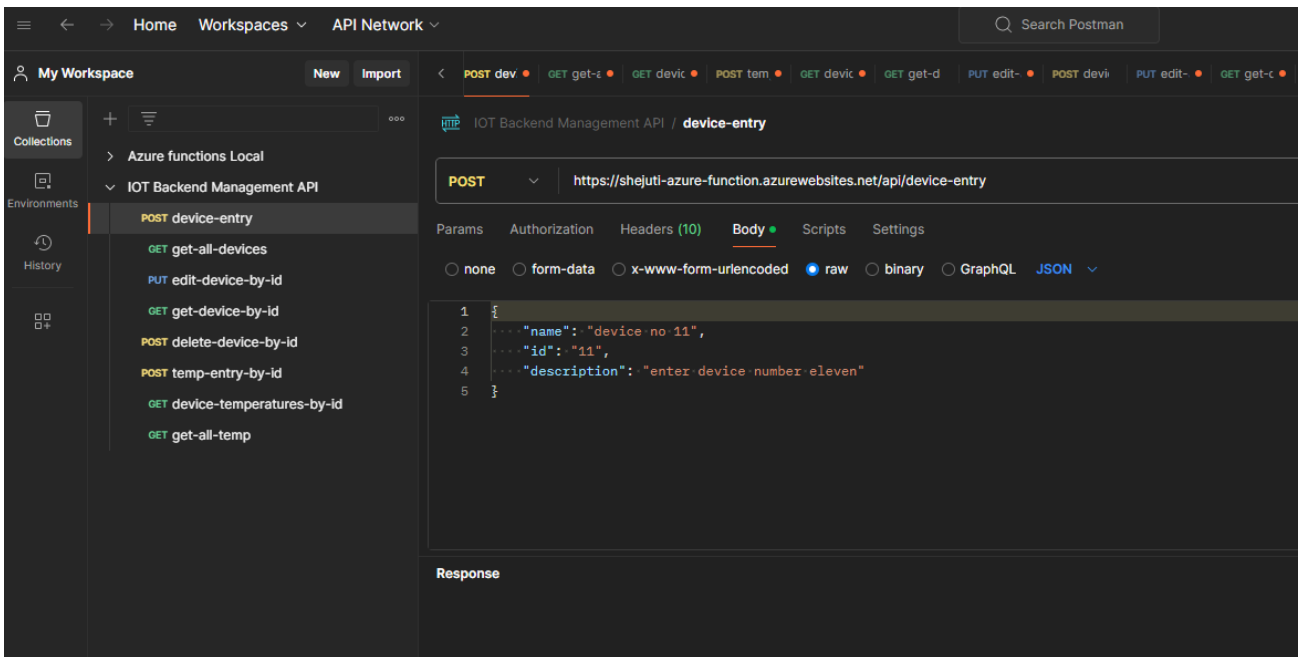 Home Workspaces API Network Search Postman
My Workspace New Import
POST dev GET get-a GET devic POST tem GET devic GET get-d PUT edit- POST devi PUT edit- GET get-c
Collections
Environments
History
Azure functions Local
IOT Backend Management API
POST device-entry
GET get-all-devices
PUT edit-device-by-id
GET get-device-by-id
POST delete-device-by-id
POST temp-entry-by-id
GET device-temperatures-by-id
GET get-all-temp
HTTP IOT Backend Management API / device-entry
POST https://shejuti-azure-function.azurewebsites.net/api/device-entry
Params Authorization Headers (10) Body Scripts Settings
none form-data x-www-form-urlencoded raw binary GraphQL JSON
1 {
2 "name": "device no 11",
3 "id": "11",
4 "description": "enter device number eleven"
5 }
Response